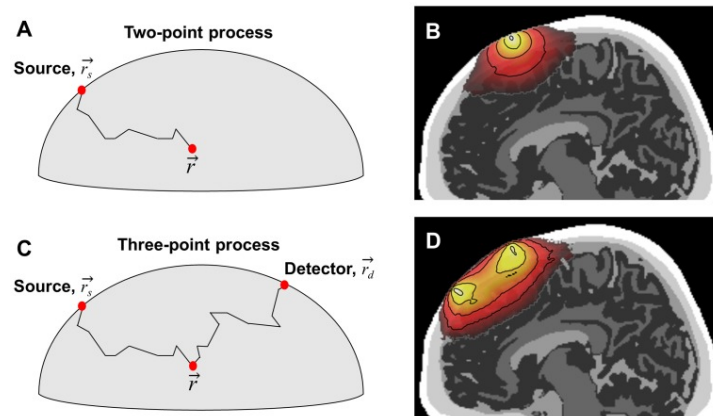 A
Two-point process
Source, r⃗s
r⃗
B
C
Three-point process
Detector, r⃗d
Source, r⃗s
r⃗
D